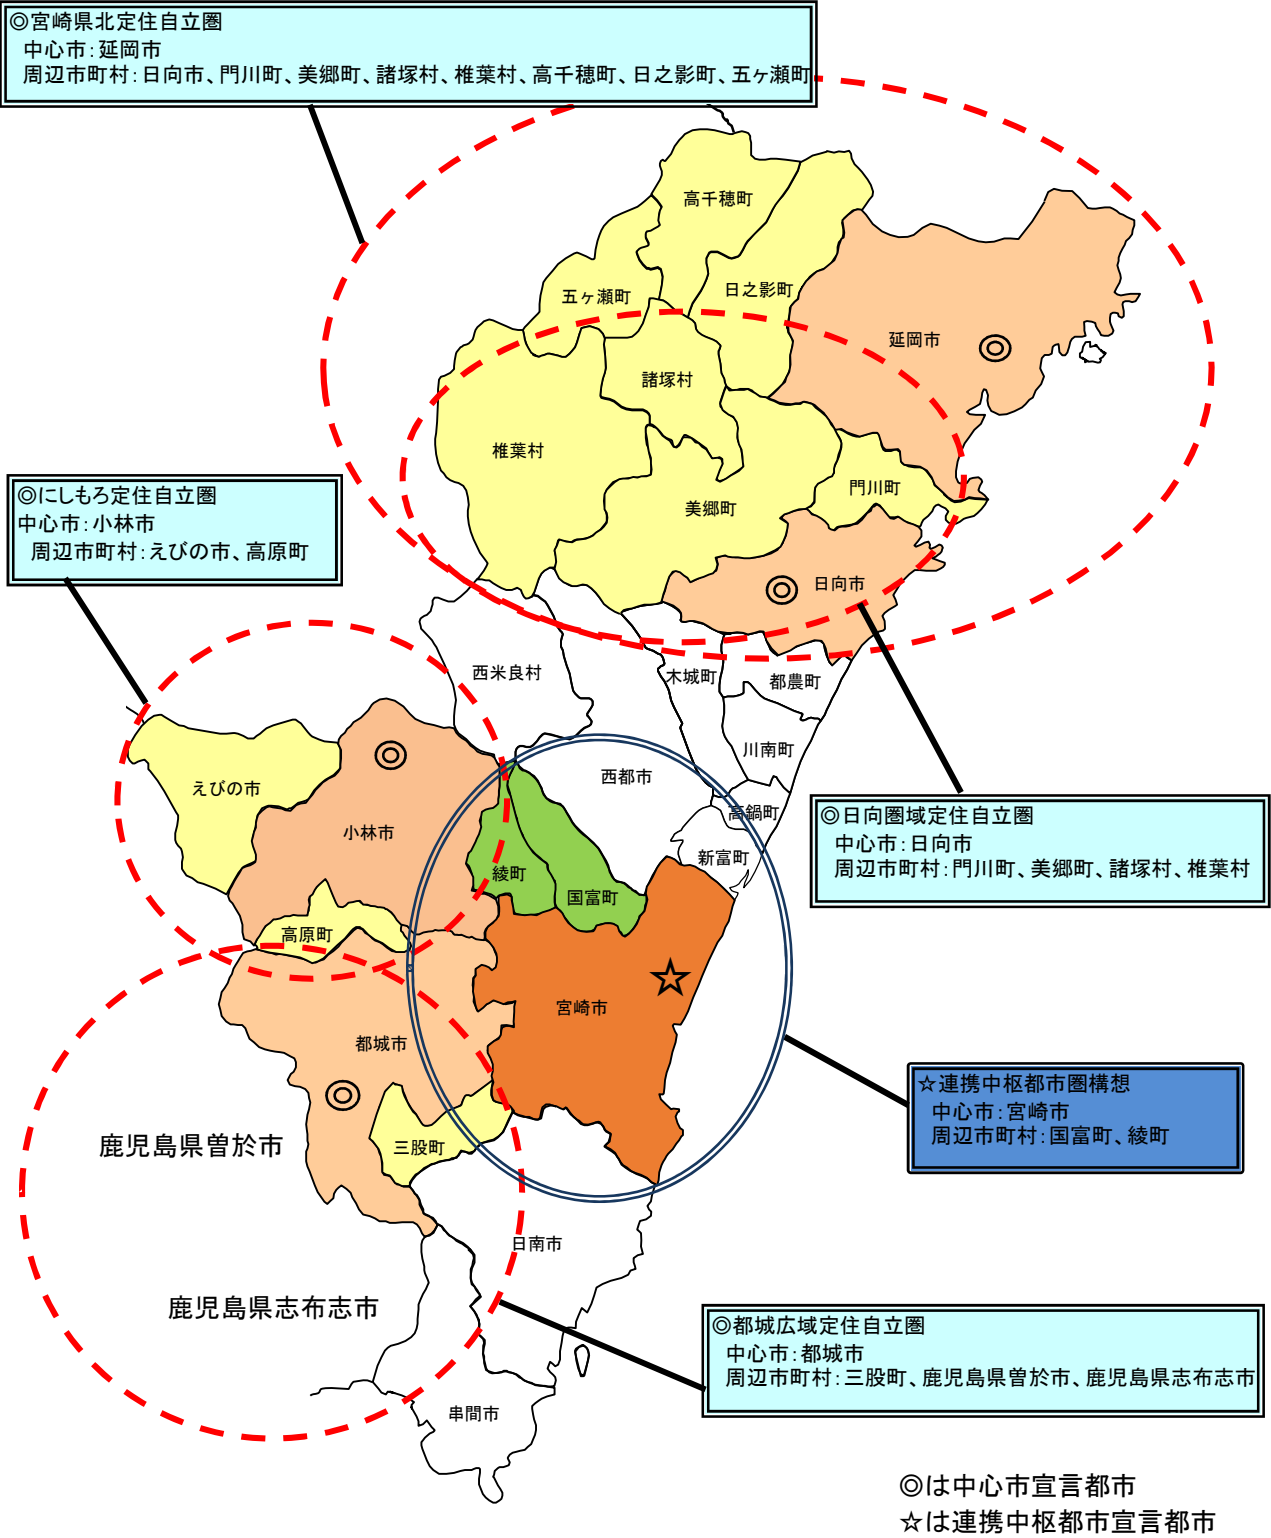 ◎宮崎県北定住自立圏
中心市：延岡市
周辺市町村：日向市、門川町、美郷町、諸塚村、椎葉村、高千穂町、日之影町、五ヶ瀬町
高千穂町
日之影町
五ヶ瀬町
延岡市
諸塚村
椎葉村
門川町
美郷町
日向市
◎にしもろ定住自立圏
中心市：小林市
周辺市町村：えびの市、高原町
西米良村
木城町
都農町
川南町
西都市
えびの市
高鍋町
小林市
新富町
綾町
国富町
高原町
◎日向圏域定住自立圏
中心市：日向市
周辺市町村：門川町、美郷町、諸塚村、椎葉村
宮崎市
都城市
☆連携中枢都市圏構想
中心市：宮崎市
周辺市町村：国富町、綾町
三股町
鹿児島県曽於市
日南市
鹿児島県志布志市
◎都城広域定住自立圏
中心市：都城市
周辺市町村：三股町、鹿児島県曽於市、鹿児島県志布志市
串間市
◎は中心市宣言都市
☆は連携中枢都市宣言都市